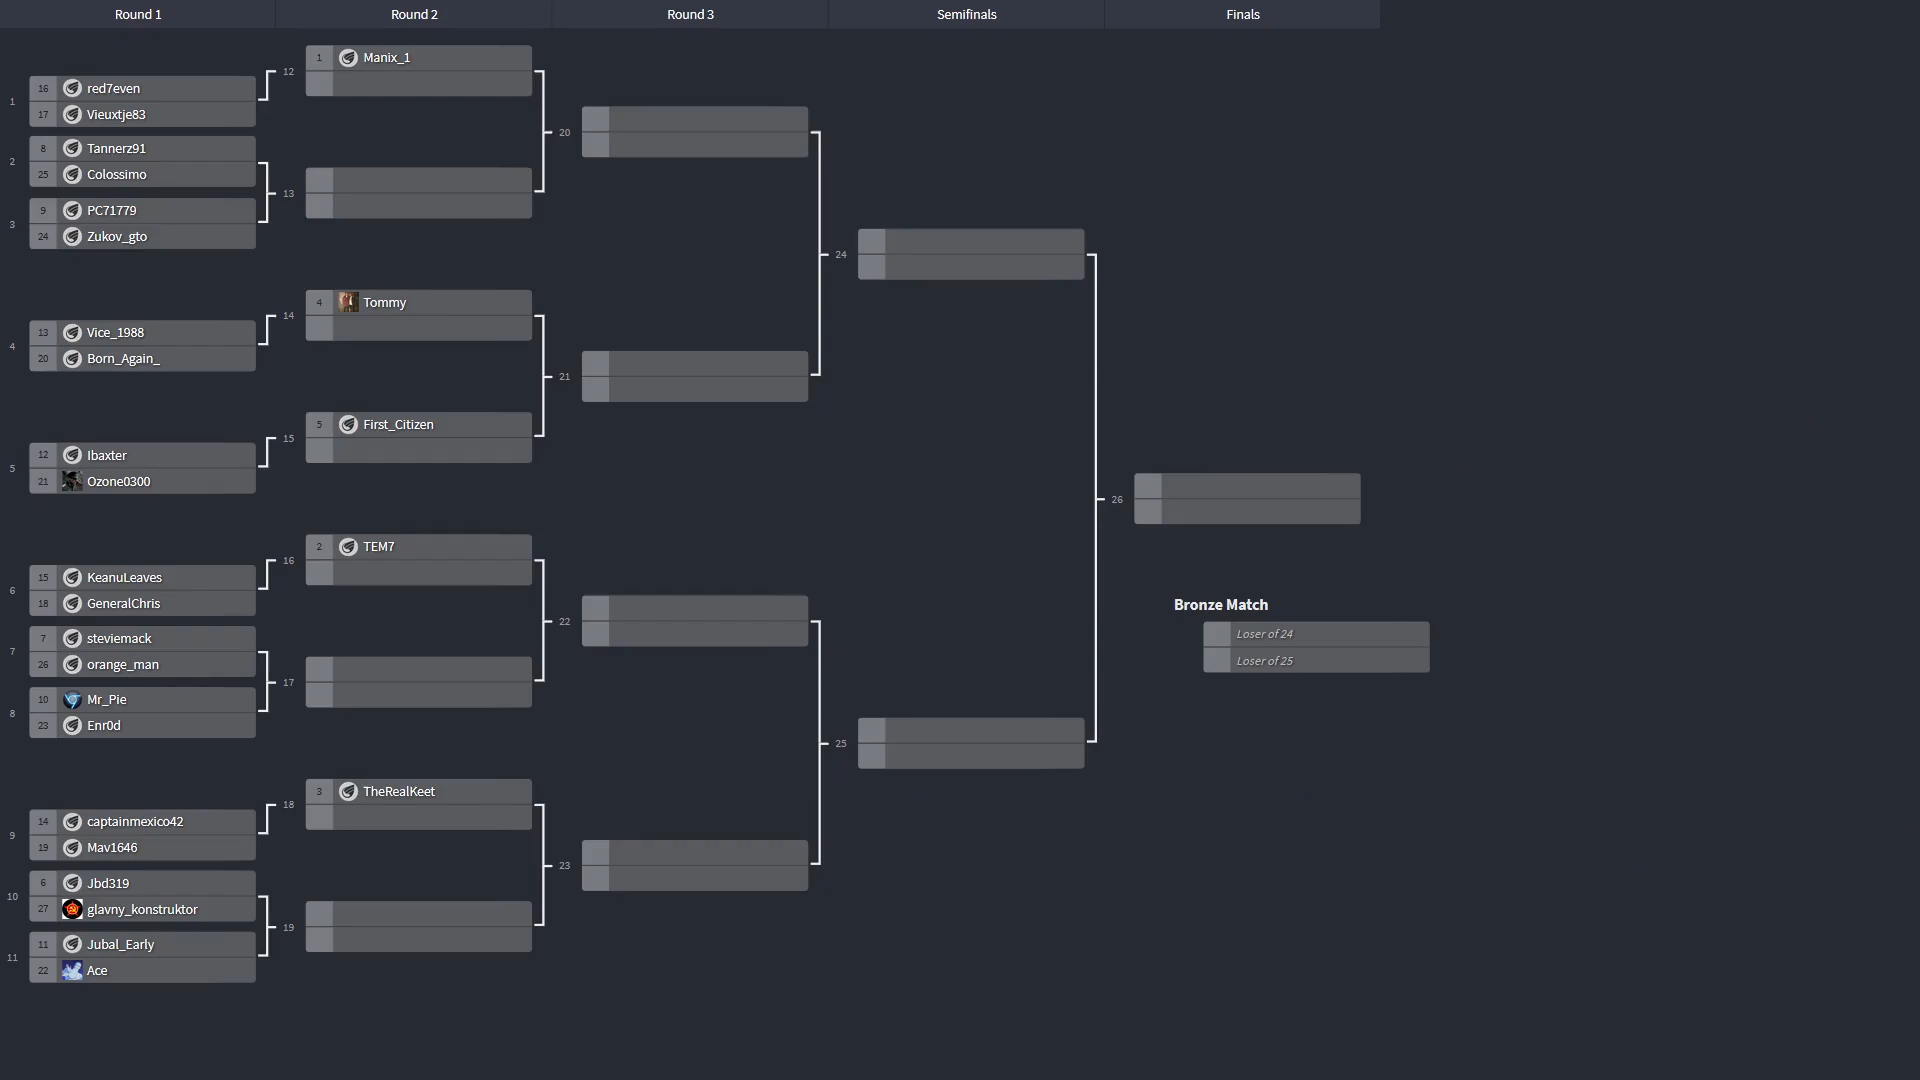 Round 1
Round 2
Round 3
Semifinals
Finals
1
16 red7even
17 Vieuxtje83
2
8 Tannerz91
25 Colossimo
3
9 PC71779
24 Zukov_gto
4
13 Vice_1988
20 Born_Again_
5
12 Ibaxter
21 Ozone0300
6
15 KeanuLeaves
18 GeneralChris
7
7 steviemack
26 orange_man
8
10 Mr_Pie
23 Enr0d
9
14 captainmexico42
19 Mav1646
10
6 Jbd319
27 glavny_konstruktor
11
11 Jubal_Early
22 Ace
12
1 Manix_1
13
14
4 Tommy
15
5 First_Citizen
16
2 TEM7
17
18
3 TheRealKeet
19
20
21
22
23
24
25
26
Bronze Match
Loser of 24
Loser of 25